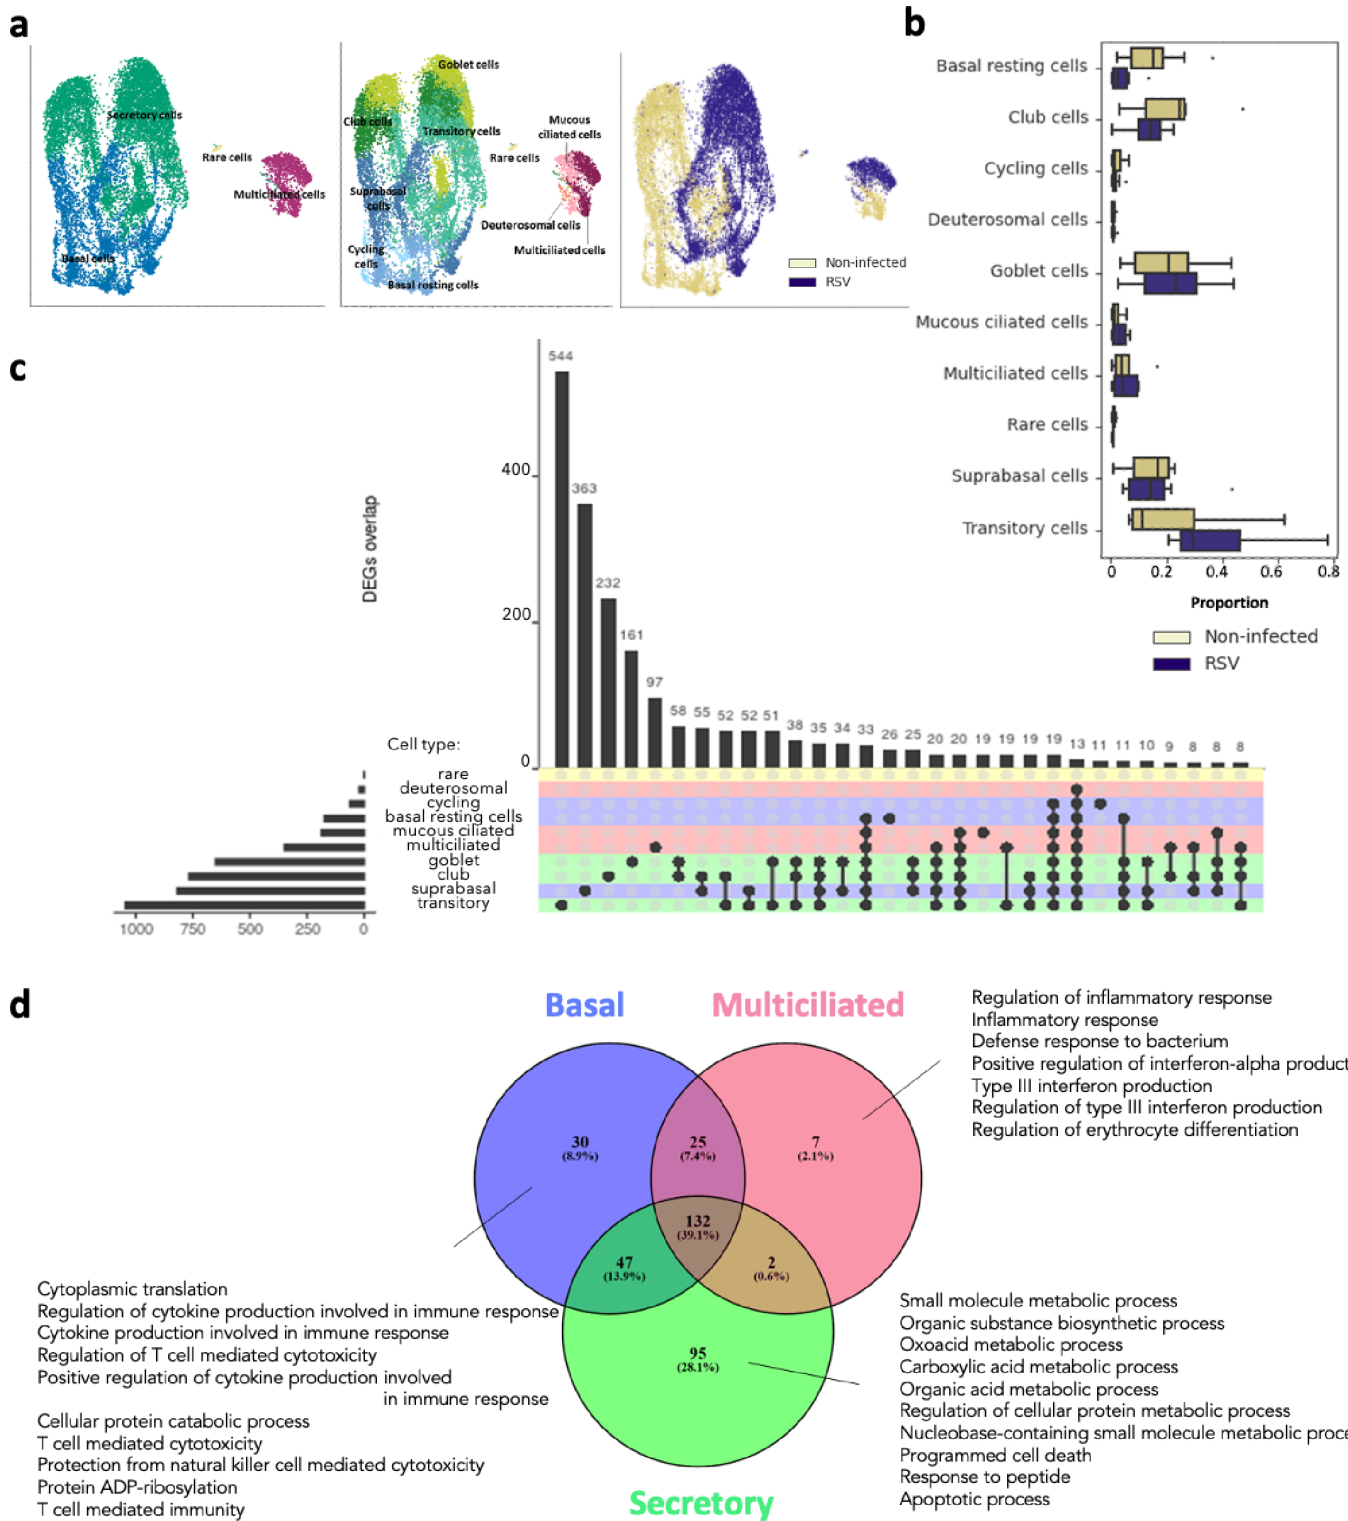 a
Secretory cells
Rare cells
Multiciliated cells
Basal cells
Goblet cells
Club cells
Transitory cells
Mucous
ciliated cells
Rare cells
Suprabasal
cells
Deuterosomal cells
Multiciliated cells
Cycling
cells
Basal resting cells
Non-infected
RSV
b
Basal resting cells
Club cells
Cycling cells
Deuterosomal cells
Goblet cells
Mucous ciliated cells
Multiciliated cells
Rare cells
Suprabasal cells
Transitory cells
0 0.2 0.4 0.6 0.8
Proportion
Non-infected
RSV
c
DEGs overlap
400
200
0
544 363 232 161 97 58 55 52 52 51 38 35 34 33 26 25 20 20 19 19 19 19 13 11 11 10 9 8 8 8
Cell type:
rare
deuterosomal
cycling
basal resting cells
mucous ciliated
multiciliated
goblet
club
suprabasal
transitory
1000 750 500 250 0
d
Basal
Multiciliated
Secretory
30
(8.9%)
25
(7.4%)
7
(2.1%)
132
(39.1%)
47
(13.9%)
2
(0.6%)
95
(28.1%)
Regulation of inflammatory response
Inflammatory response
Defense response to bacterium
Positive regulation of interferon-alpha product
Type III interferon production
Regulation of type III interferon production
Regulation of erythrocyte differentiation
Cytoplasmic translation
Regulation of cytokine production involved in immune response
Cytokine production involved in immune response
Regulation of T cell mediated cytotoxicity
Positive regulation of cytokine production involved
in immune response
Cellular protein catabolic process
T cell mediated cytotoxicity
Protection from natural killer cell mediated cytotoxicity
Protein ADP-ribosylation
T cell mediated immunity
Small molecule metabolic process
Organic substance biosynthetic process
Oxoacid metabolic process
Carboxylic acid metabolic process
Organic acid metabolic process
Regulation of cellular protein metabolic process
Nucleobase-containing small molecule metabolic proce
Programmed cell death
Response to peptide
Apoptotic process